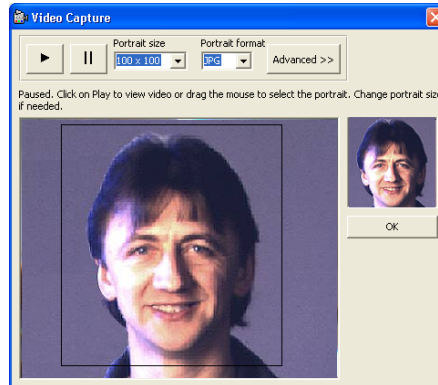 Video Capture
Portrait size
Portrait format
100 x 100
JPG
Advanced >>
Paused. Click on Play to view video or drag the mouse to select the portrait. Change portrait size
if needed.
OK